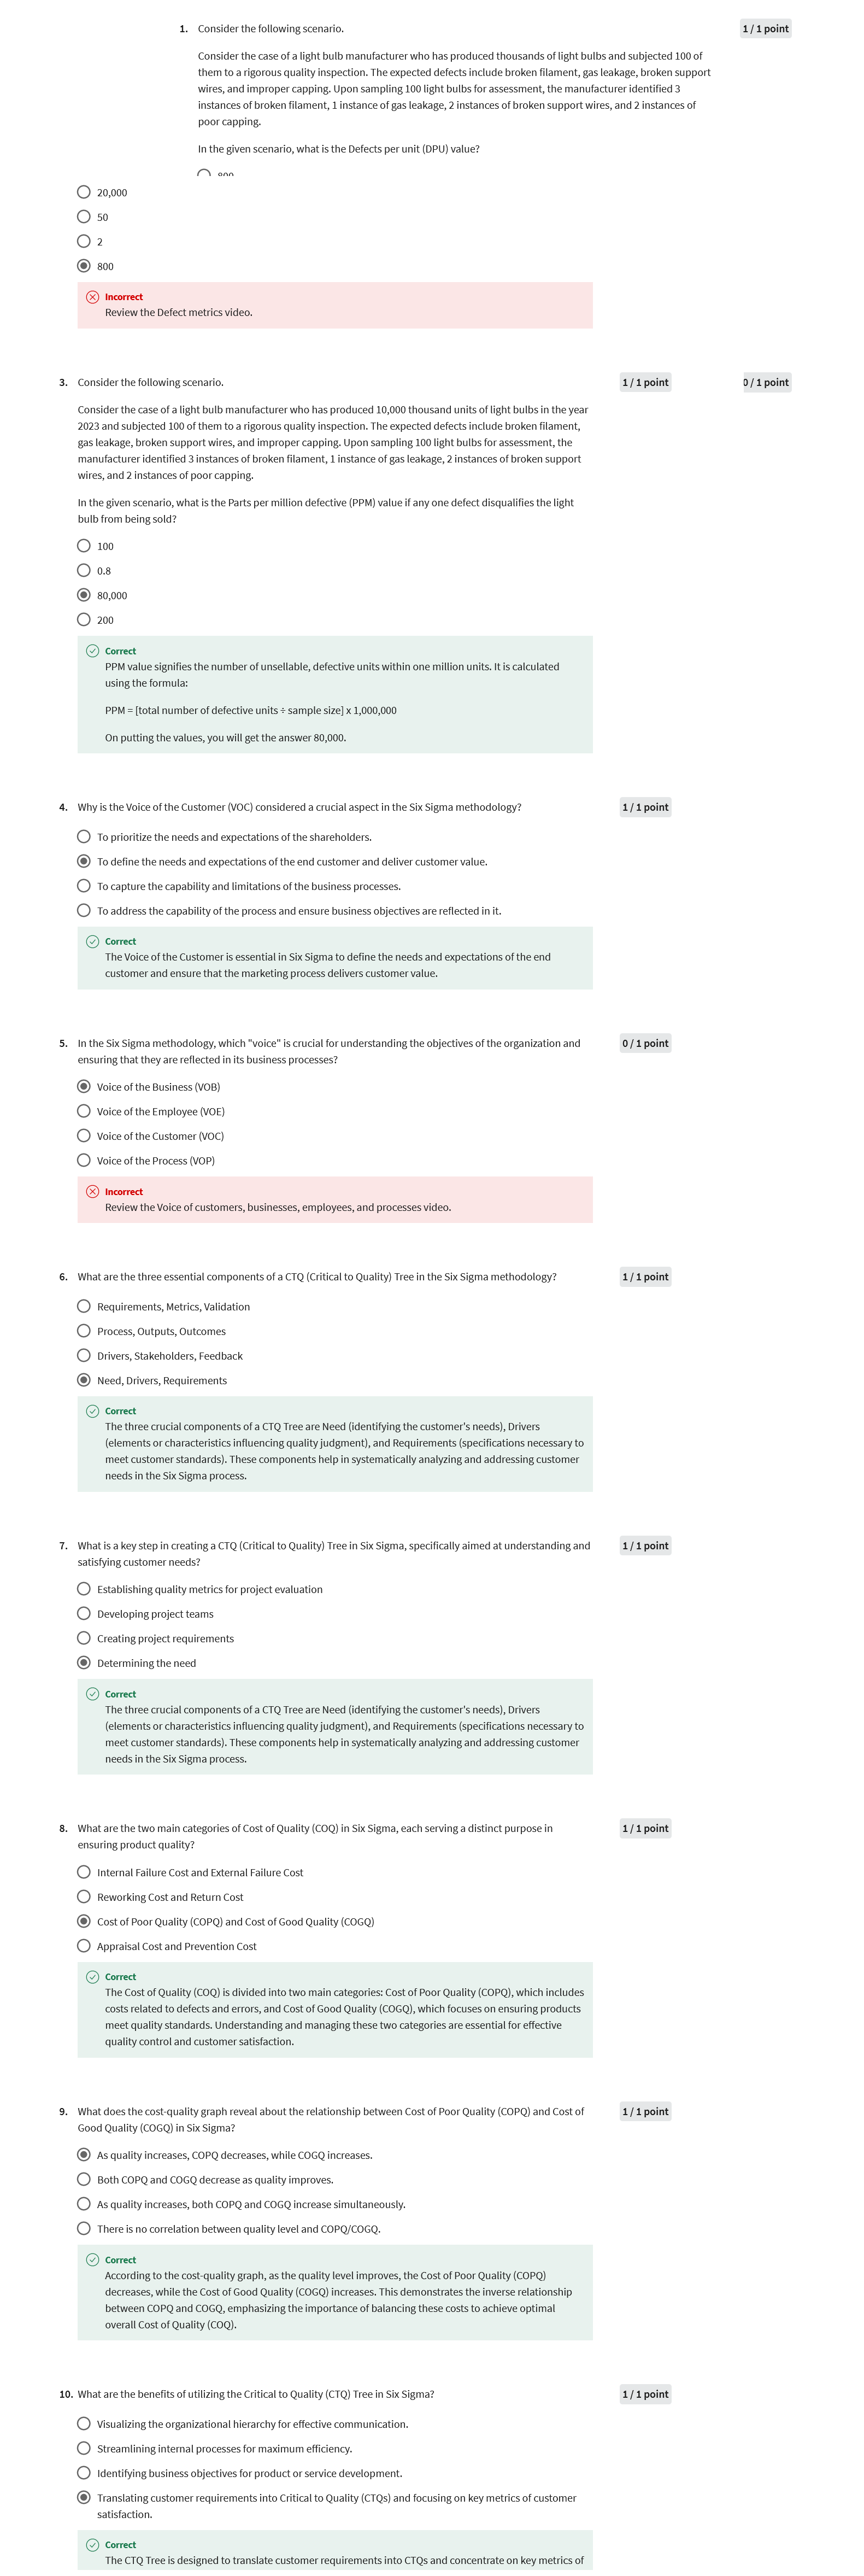 1. Consider the following scenario. 1 / 1 point
Consider the case of a light bulb manufacturer who has produced thousands of light bulbs and subjected 100 of
them to a rigorous quality inspection. The expected defects include broken filament, gas leakage, broken support
wires, and improper capping. Upon sampling 100 light bulbs for assessment, the manufacturer identified 3
instances of broken filament, 1 instance of gas leakage, 2 instances of broken support wires, and 2 instances of
poor capping.
In the given scenario, what is the Defects per unit (DPU) value?
20,000
50
2
800
Incorrect
Review the Defect metrics video.
3. Consider the following scenario. 1 / 1 point 0 / 1 point
Consider the case of a light bulb manufacturer who has produced 10,000 thousand units of light bulbs in the year
2023 and subjected 100 of them to a rigorous quality inspection. The expected defects include broken filament,
gas leakage, broken support wires, and improper capping. Upon sampling 100 light bulbs for assessment, the
manufacturer identified 3 instances of broken filament, 1 instance of gas leakage, 2 instances of broken support
wires, and 2 instances of poor capping.
In the given scenario, what is the Parts per million defective (PPM) value if any one defect disqualifies the light
bulb from being sold?
100
0.8
80,000
200
Correct
PPM value signifies the number of unsellable, defective units within one million units. It is calculated
using the formula:
PPM = [total number of defective units ÷ sample size] x 1,000,000
On putting the values, you will get the answer 80,000.
4. Why is the Voice of the Customer (VOC) considered a crucial aspect in the Six Sigma methodology? 1 / 1 point
To prioritize the needs and expectations of the shareholders.
To define the needs and expectations of the end customer and deliver customer value.
To capture the capability and limitations of the business processes.
To address the capability of the process and ensure business objectives are reflected in it.
Correct
The Voice of the Customer is essential in Six Sigma to define the needs and expectations of the end
customer and ensure that the marketing process delivers customer value.
5. In the Six Sigma methodology, which "voice" is crucial for understanding the objectives of the organization and 0 / 1 point
ensuring that they are reflected in its business processes?
Voice of the Business (VOB)
Voice of the Employee (VOE)
Voice of the Customer (VOC)
Voice of the Process (VOP)
Incorrect
Review the Voice of customers, businesses, employees, and processes video.
6. What are the three essential components of a CTQ (Critical to Quality) Tree in the Six Sigma methodology? 1 / 1 point
Requirements, Metrics, Validation
Process, Outputs, Outcomes
Drivers, Stakeholders, Feedback
Need, Drivers, Requirements
Correct
The three crucial components of a CTQ Tree are Need (identifying the customer's needs), Drivers
(elements or characteristics influencing quality judgment), and Requirements (specifications necessary to
meet customer standards). These components help in systematically analyzing and addressing customer
needs in the Six Sigma process.
7. What is a key step in creating a CTQ (Critical to Quality) Tree in Six Sigma, specifically aimed at understanding and 1 / 1 point
satisfying customer needs?
Establishing quality metrics for project evaluation
Developing project teams
Creating project requirements
Determining the need
Correct
The three crucial components of a CTQ Tree are Need (identifying the customer's needs), Drivers
(elements or characteristics influencing quality judgment), and Requirements (specifications necessary to
meet customer standards). These components help in systematically analyzing and addressing customer
needs in the Six Sigma process.
8. What are the two main categories of Cost of Quality (COQ) in Six Sigma, each serving a distinct purpose in 1 / 1 point
ensuring product quality?
Internal Failure Cost and External Failure Cost
Reworking Cost and Return Cost
Cost of Poor Quality (COPQ) and Cost of Good Quality (COGQ)
Appraisal Cost and Prevention Cost
Correct
The Cost of Quality (COQ) is divided into two main categories: Cost of Poor Quality (COPQ), which includes
costs related to defects and errors, and Cost of Good Quality (COGQ), which focuses on ensuring products
meet quality standards. Understanding and managing these two categories are essential for effective
quality control and customer satisfaction.
9. What does the cost-quality graph reveal about the relationship between Cost of Poor Quality (COPQ) and Cost of 1 / 1 point
Good Quality (COGQ) in Six Sigma?
As quality increases, COPQ decreases, while COGQ increases.
Both COPQ and COGQ decrease as quality improves.
As quality increases, both COPQ and COGQ increase simultaneously.
There is no correlation between quality level and COPQ/COGQ.
Correct
According to the cost-quality graph, as the quality level improves, the Cost of Poor Quality (COPQ)
decreases, while the Cost of Good Quality (COGQ) increases. This demonstrates the inverse relationship
between COPQ and COGQ, emphasizing the importance of balancing these costs to achieve optimal
overall Cost of Quality (COQ).
10. What are the benefits of utilizing the Critical to Quality (CTQ) Tree in Six Sigma? 1 / 1 point
Visualizing the organizational hierarchy for effective communication.
Streamlining internal processes for maximum efficiency.
Identifying business objectives for product or service development.
Translating customer requirements into Critical to Quality (CTQs) and focusing on key metrics of customer
satisfaction.
Correct
The CTQ Tree is designed to translate customer requirements into CTQs and concentrate on key metrics of